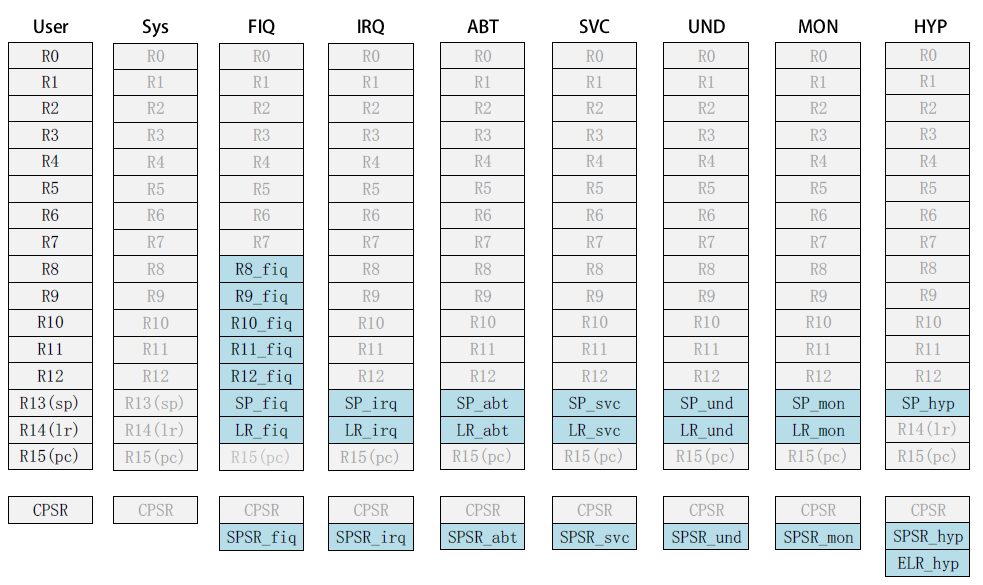 User Sys FIQ IRQ ABT SVC UND MON HYP
R0 R0 R0 R0 R0 R0 R0 R0 R0
R1 R1 R1 R1 R1 R1 R1 R1 R1
R2 R2 R2 R2 R2 R2 R2 R2 R2
R3 R3 R3 R3 R3 R3 R3 R3 R3
R4 R4 R4 R4 R4 R4 R4 R4 R4
R5 R5 R5 R5 R5 R5 R5 R5 R5
R6 R6 R6 R6 R6 R6 R6 R6 R6
R7 R7 R7 R7 R7 R7 R7 R7 R7
R8 R8 R8_fiq R8 R8 R8 R8 R8 R8
R9 R9 R9_fiq R9 R9 R9 R9 R9 R9
R10 R10 R10_fiq R10 R10 R10 R10 R10 R10
R11 R11 R11_fiq R11 R11 R11 R11 R11 R11
R12 R12 R12_fiq R12 R12 R12 R12 R12 R12
R13(sp) R13(sp) SP_fiq SP_irq SP_abt SP_svc SP_und SP_mon SP_hyp
R14(lr) R14(lr) LR_fiq LR_irq LR_abt LR_svc LR_und LR_mon R14(lr)
R15(pc) R15(pc) R15(pc) R15(pc) R15(pc) R15(pc) R15(pc) R15(pc) R15(pc)
CPSR CPSR CPSR CPSR CPSR CPSR CPSR CPSR CPSR
SPSR_fiq SPSR_irq SPSR_abt SPSR_svc SPSR_und SPSR_mon SPSR_hyp
ELR_hyp